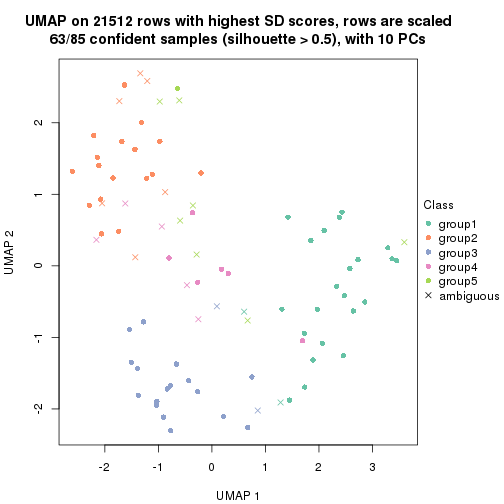 UMAP on 21512 rows with highest SD scores, rows are scaled
63/85 confident samples (silhouette > 0.5), with 10 PCs
UMAP 2
2
1
0
-1
-2
-2
-1
0
1
2
3
UMAP 1
Class
group1
group2
group3
group4
group5
ambiguous